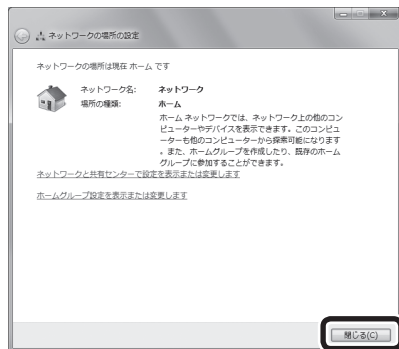 ネットワークの場所の設定
ネットワークの場所は現在 ホーム です
ネットワーク名: ネットワーク
場所の種類: ホーム
ホーム ネットワークでは、ネットワーク上の他のコン
ピューターやデバイスを表示できます。このコンピュ
ーターも他のコンピューターから探索可能になります
。また、ホームグループを作成したり、既存のホーム
グループに参加することができます。
ネットワークと共有センターで設定を表示または変更します
ホームグループ設定を表示または変更します
閉じる(C)